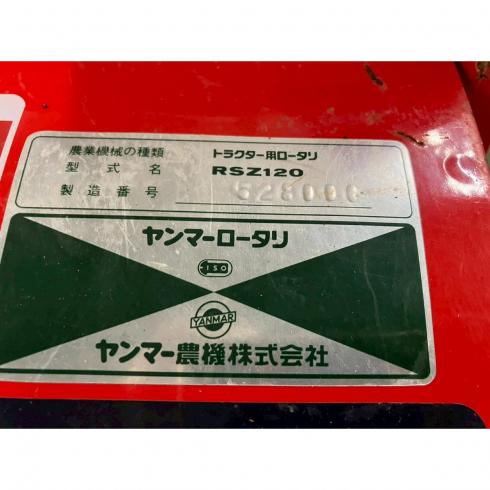 農業機械の種類 トラクター用ロータリ
型式名 RSZ120
製造番号 528000
ヤンマーロータリ
ISO
YANMAR
ヤンマー農機株式会社